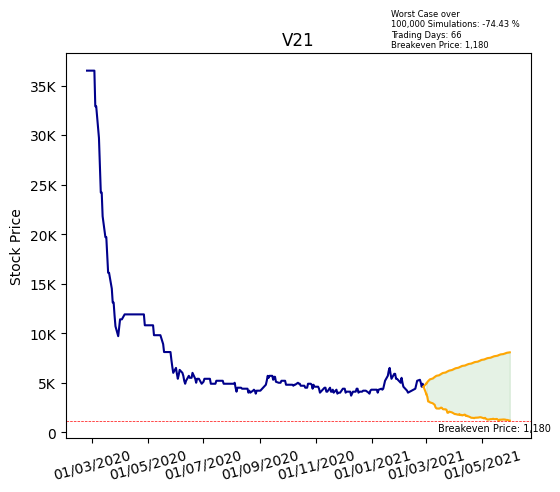 Worst Case over
100,000 Simulations: -74.43 %
Trading Days: 66
Breakeven Price: 1,180
V21
Stock Price
35K
30K
25K
20K
15K
10K
5K
0
Breakeven Price: 1,180
01/03/2020
01/05/2020
01/07/2020
01/09/2020
01/11/2020
01/01/2021
01/03/2021
01/05/2021